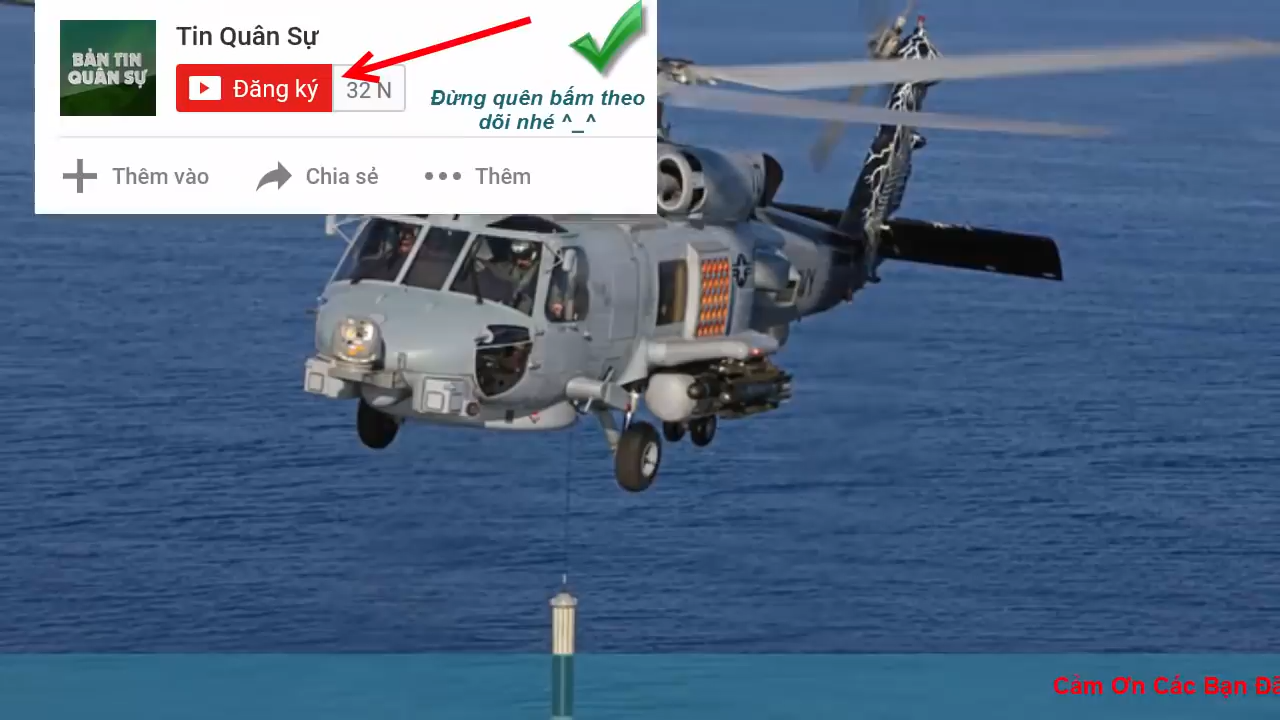 BẢN TIN
QUÂN SỰ
Tin Quân Sự
Đăng ký
32 N
Đừng quên bấm theo
dõi nhé ^_^
Thêm vào
Chia sẻ
Thêm
Cảm Ơn Các Bạn Đã